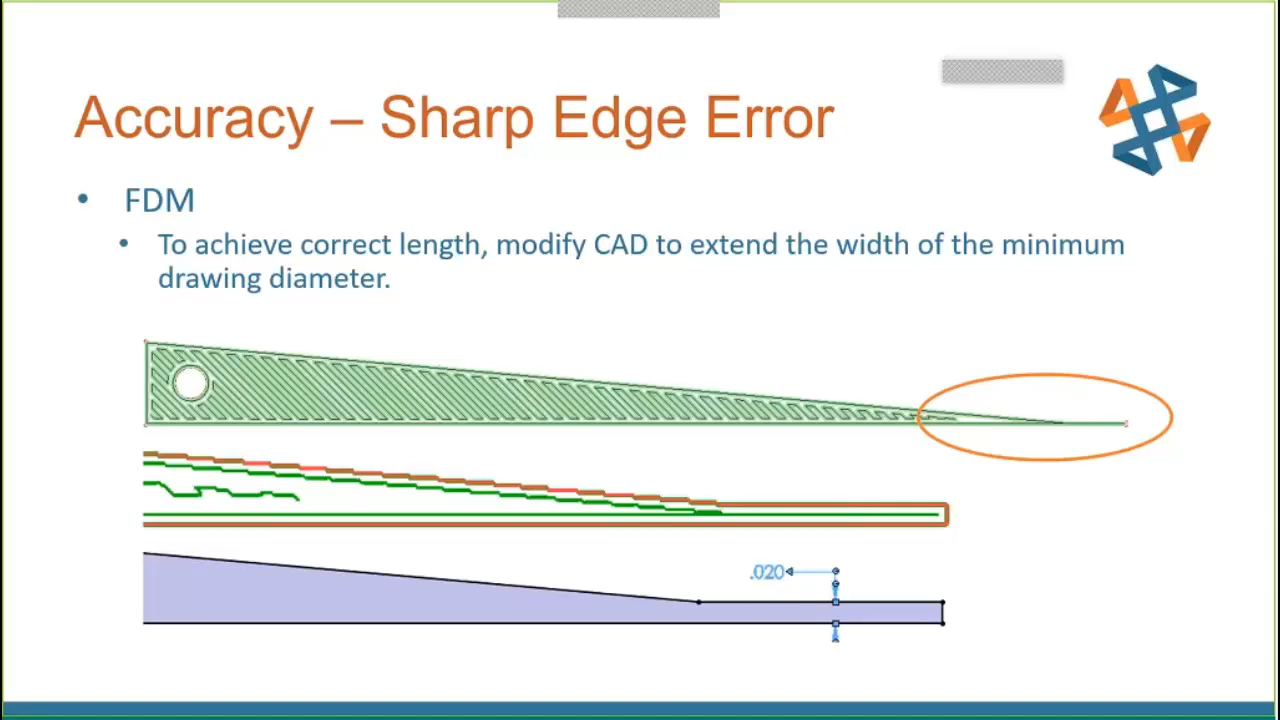 Accuracy – Sharp Edge Error
• FDM
• To achieve correct length, modify CAD to extend the width of the minimum
drawing diameter.
.020